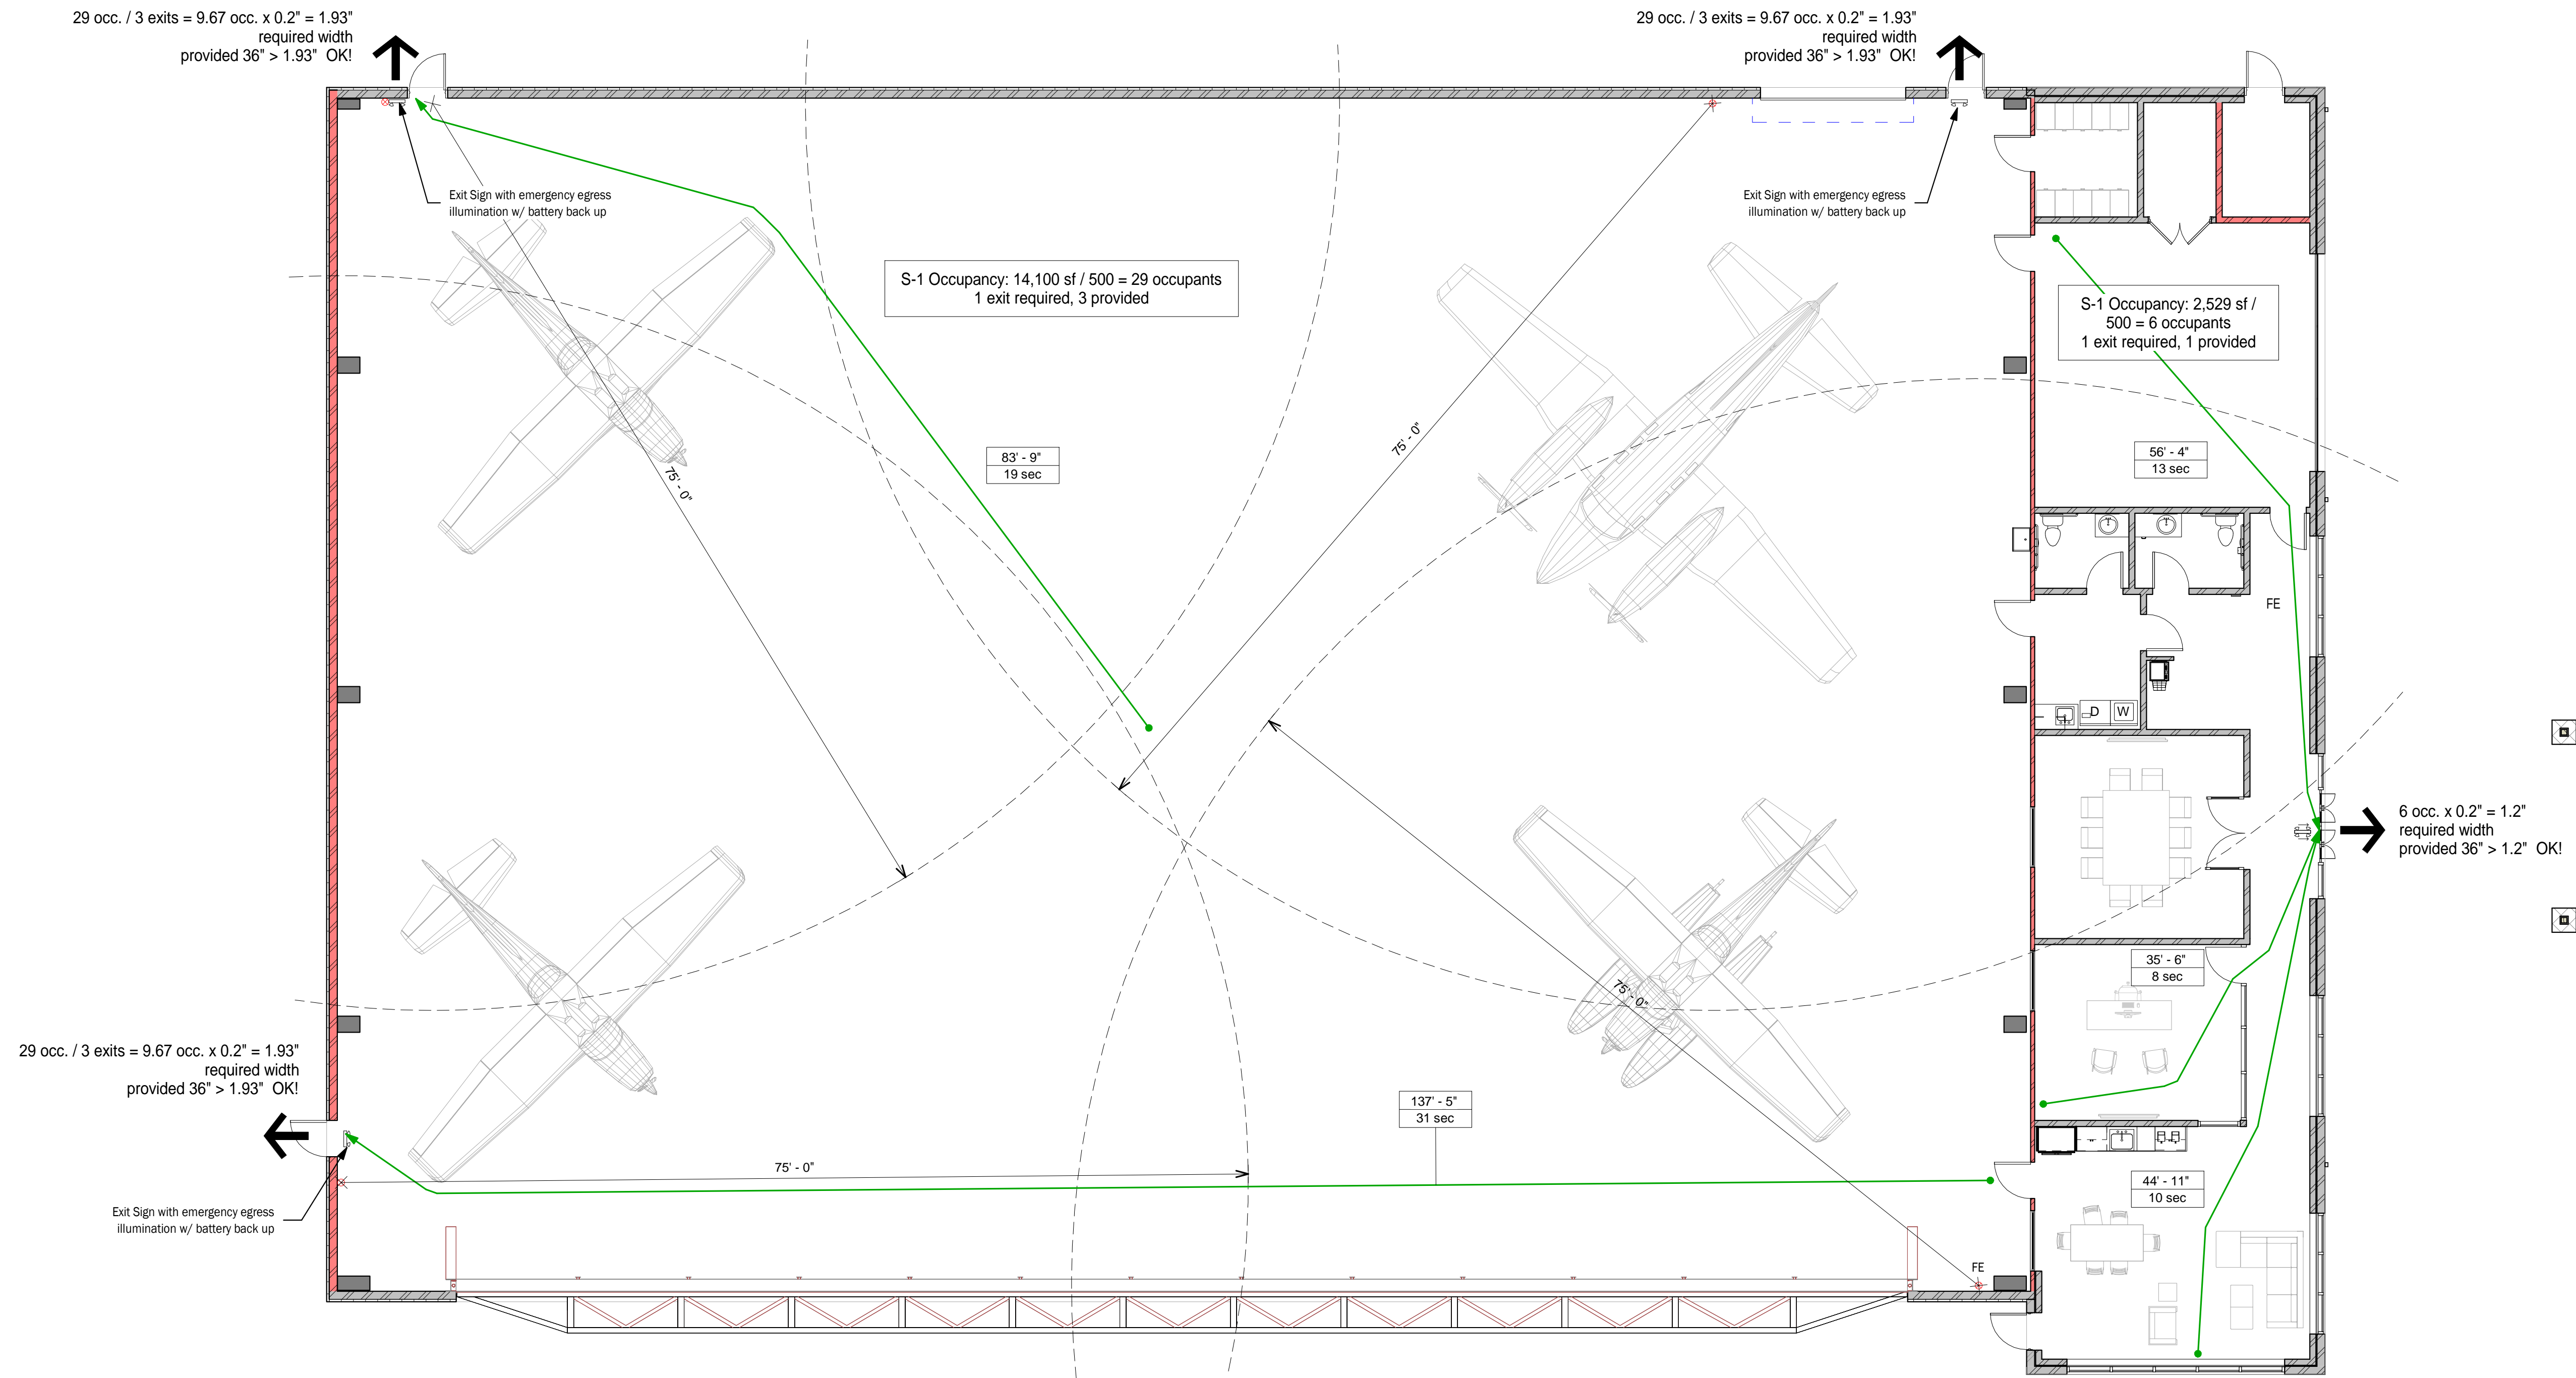 29 occ. / 3 exits = 9.67 occ. x 0.2" = 1.93"
required width
provided 36" > 1.93"  OK!
29 occ. / 3 exits = 9.67 occ. x 0.2" = 1.93"
required width
provided 36" > 1.93"  OK!
Exit Sign with emergency egress
illumination w/ battery back up
Exit Sign with emergency egress
illumination w/ battery back up
S-1 Occupancy: 14,100 sf / 500 = 29 occupants
1 exit required, 3 provided
S-1 Occupancy: 2,529 sf /
500 = 6 occupants
1 exit required, 1 provided
75' - 0"
75' - 0"
83' - 9"
19 sec
56' - 4"
13 sec
FE
D
W
6 occ. x 0.2" = 1.2"
required width
provided 36" > 1.2"  OK!
35' - 6"
8 sec
75' - 0"
29 occ. / 3 exits = 9.67 occ. x 0.2" = 1.93"
required width
provided 36" > 1.93"  OK!
137' - 5"
31 sec
75' - 0"
44' - 11"
10 sec
Exit Sign with emergency egress
illumination w/ battery back up
FE